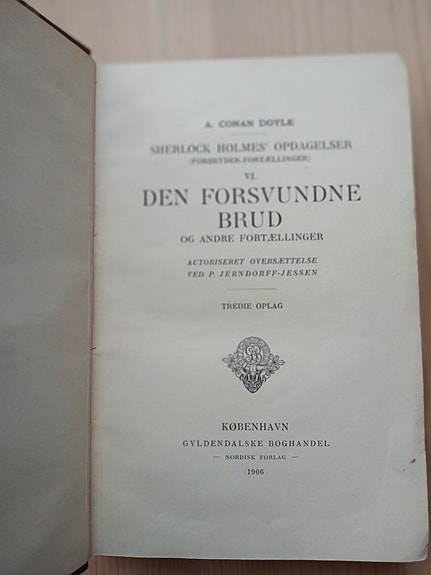 A. CONAN DOYLE
SHERLOCK HOLMES' OPDAGELSER
(FORBRYDER-FORTÆLLINGER)
VI.
DEN FORSVUNDNE
BRUD
OG ANDRE FORTÆLLINGER
AUTORISERET OVERSÆTTELSE
VED P. JERNDORFF-JESSEN
TREDIE OPLAG
KØBENHAVN
GYLDENDALSKE BOGHANDEL
— NORDISK FORLAG —
1906